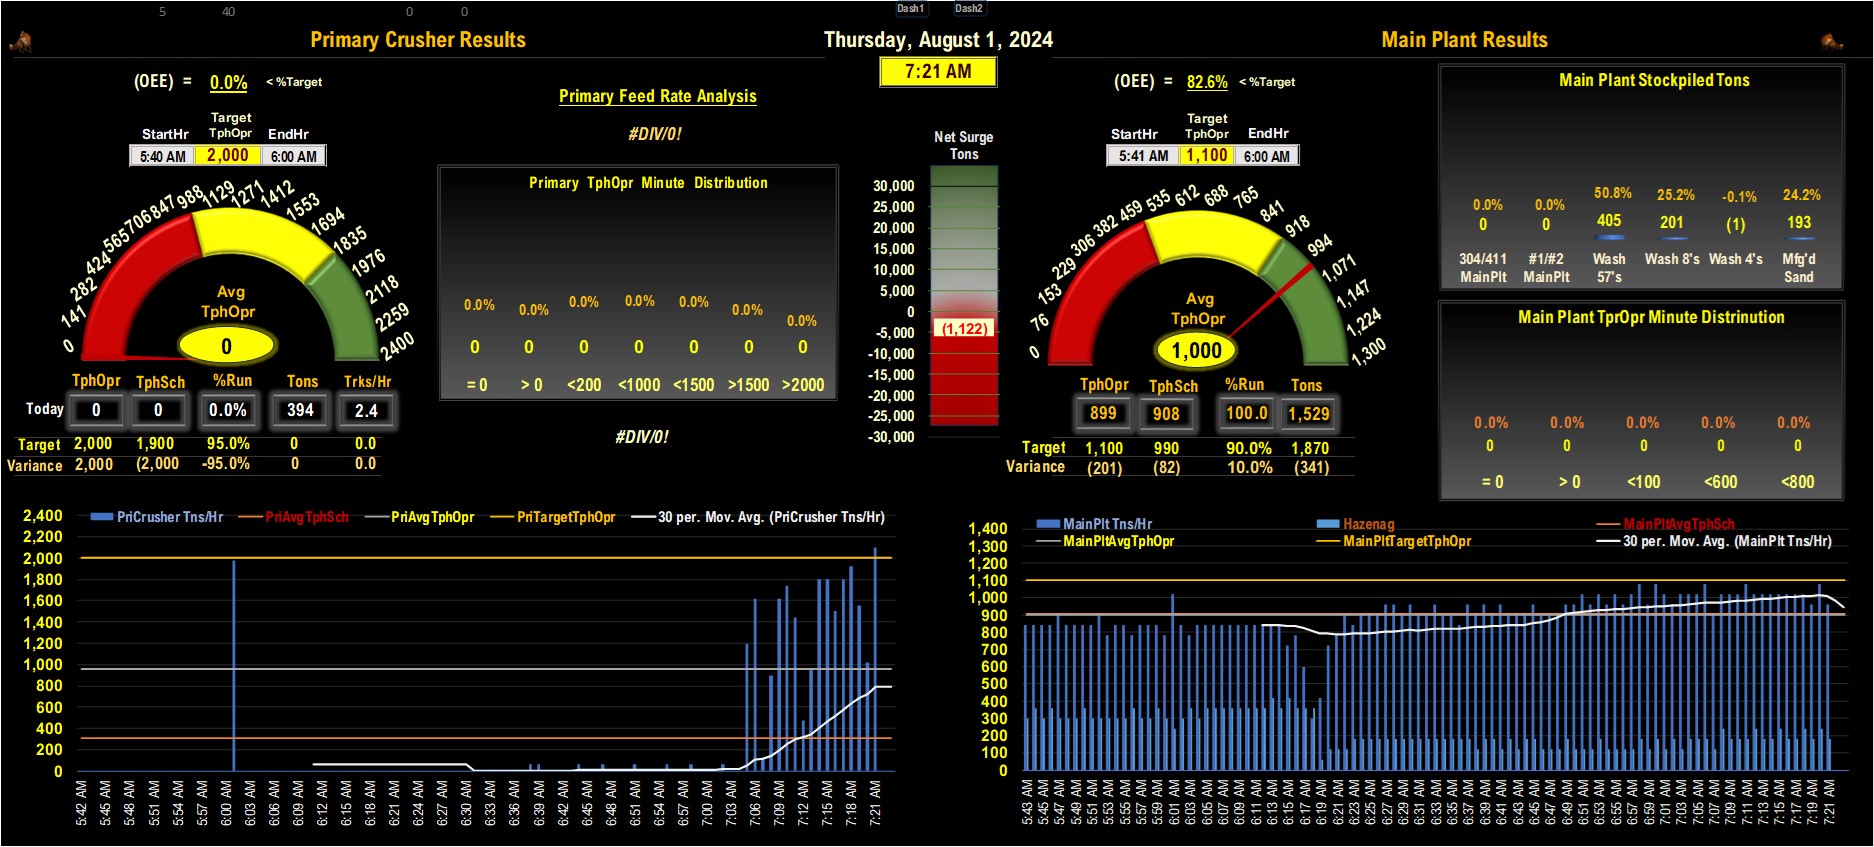 5 40 0 0 Dash1 Dash2
Primary Crusher Results
Thursday, August 1, 2024
Main Plant Results
7:21 AM
(OEE) = 0.0% < %Target
Target
StartHr TphOpr EndHr
5:40 AM 2,000 6:00 AM
0 141 282 424 565 706 847 988 1129 1271 1412 1553 1694 1835 1976 2118 2259 2400
Avg
TphOpr
0
TphOpr TphSch %Run Tons Trks/Hr
Today 0 0 0.0% 394 2.4
Target 2,000 1,900 95.0% 0 0.0
Variance 2,000 (2,000 -95.0% 0 0.0
Primary Feed Rate Analysis
#DIV/0!
Primary TphOpr Minute Distribution
0.0% 0.0% 0.0% 0.0% 0.0% 0.0% 0.0%
0 0 0 0 0 0 0
= 0 > 0 <200 <1000 <1500 >1500 >2000
#DIV/0!
Net Surge
Tons
30,000
25,000
20,000
15,000
10,000
5,000
0
-5,000
-10,000
-15,000
-20,000
-25,000
-30,000
(1,122)
(OEE) = 82.6% < %Target
Target
StartHr TphOpr EndHr
5:41 AM 1,100 6:00 AM
0 76 153 229 306 382 459 535 612 688 765 841 918 994 1,071 1,147 1,224 1,300
Avg
TphOpr
1,000
TphOpr TphSch %Run Tons
899 908 100.0 1,529
Target 1,100 990 90.0% 1,870
Variance (201) (82) 10.0% (341)
Main Plant Stockpiled Tons
0.0% 0.0% 50.8% 25.2% -0.1% 24.2%
0 0 405 201 (1) 193
304/411 #1/#2 Wash Wash 8's Wash 4's Mfg'd
MainPlt MainPlt 57's Sand
Main Plant TprOpr Minute Distrinution
0.0% 0.0% 0.0% 0.0% 0.0%
0 0 0 0 0
= 0 > 0 <100 <600 <800
PriCrusher Tns/Hr PriAvgTphSch PriAvgTphOpr PriTargetTphOpr 30 per. Mov. Avg. (PriCrusher Tns/Hr)
2,400
2,200
2,000
1,800
1,600
1,400
1,200
1,000
800
600
400
200
0
5:42 AM 5:45 AM 5:48 AM 5:51 AM 5:54 AM 5:57 AM 6:00 AM 6:03 AM 6:06 AM 6:09 AM 6:12 AM 6:15 AM 6:18 AM 6:21 AM 6:24 AM 6:27 AM 6:30 AM 6:33 AM 6:36 AM 6:39 AM 6:42 AM 6:45 AM 6:48 AM 6:51 AM 6:54 AM 6:57 AM 7:00 AM 7:03 AM 7:06 AM 7:09 AM 7:12 AM 7:15 AM 7:18 AM 7:21 AM
MainPlt Tns/Hr Hazenag MainPltAvgTphSch
MainPltAvgTphOpr MainPltTargetTphOpr 30 per. Mov. Avg. (MainPlt Tns/Hr)
1,400
1,300
1,200
1,100
1,000
900
800
700
600
500
400
300
200
100
0
5:43 AM 5:45 AM 5:47 AM 5:49 AM 5:51 AM 5:53 AM 5:55 AM 5:57 AM 5:59 AM 6:01 AM 6:03 AM 6:05 AM 6:07 AM 6:09 AM 6:11 AM 6:13 AM 6:15 AM 6:17 AM 6:19 AM 6:21 AM 6:23 AM 6:25 AM 6:27 AM 6:29 AM 6:31 AM 6:33 AM 6:35 AM 6:37 AM 6:39 AM 6:41 AM 6:43 AM 6:45 AM 6:47 AM 6:49 AM 6:51 AM 6:53 AM 6:55 AM 6:57 AM 6:59 AM 7:01 AM 7:03 AM 7:05 AM 7:07 AM 7:09 AM 7:11 AM 7:13 AM 7:15 AM 7:17 AM 7:19 AM 7:21 AM